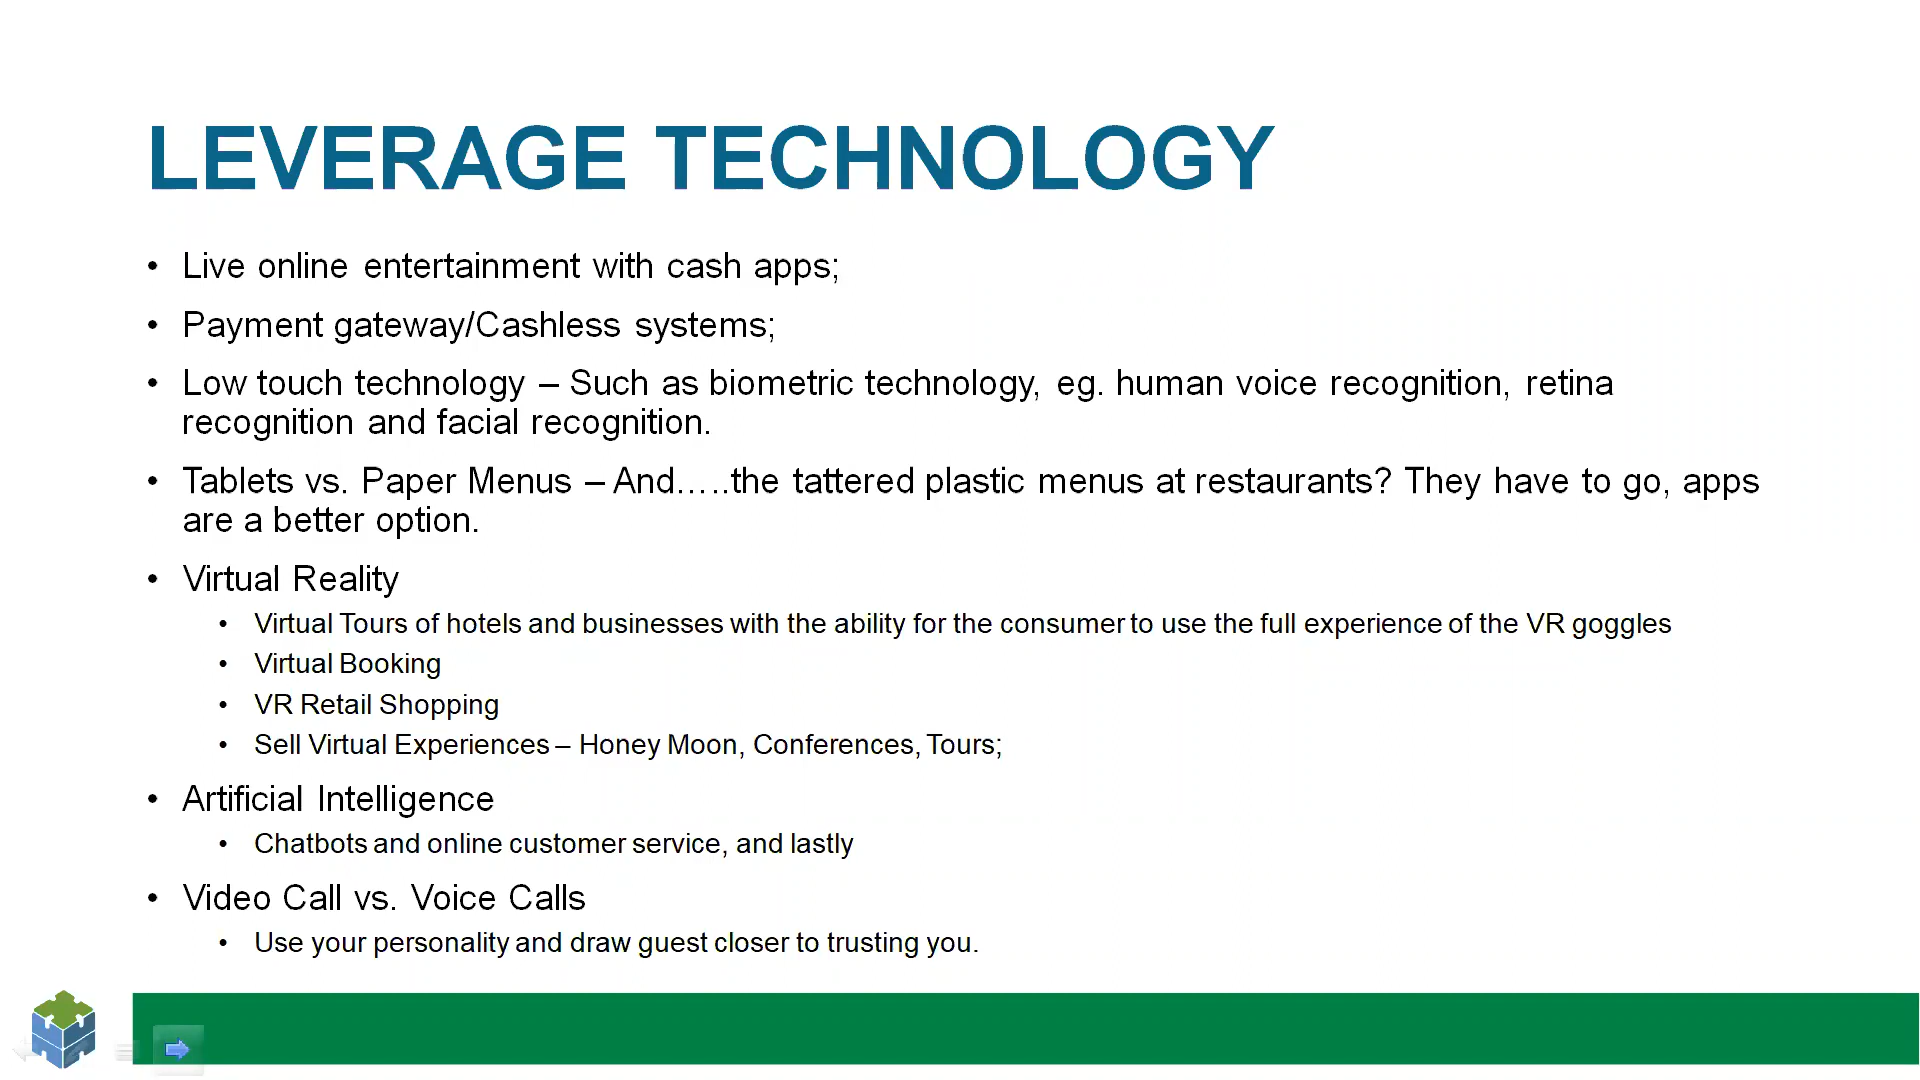 LEVERAGE TECHNOLOGY
• Live online entertainment with cash apps;
• Payment gateway/Cashless systems;
• Low touch technology – Such as biometric technology, eg. human voice recognition, retina
recognition and facial recognition.
• Tablets vs. Paper Menus – And…..the tattered plastic menus at restaurants? They have to go, apps
are a better option.
• Virtual Reality
• Virtual Tours of hotels and businesses with the ability for the consumer to use the full experience of the VR goggles
• Virtual Booking
• VR Retail Shopping
• Sell Virtual Experiences – Honey Moon, Conferences, Tours;
• Artificial Intelligence
• Chatbots and online customer service, and lastly
• Video Call vs. Voice Calls
• Use your personality and draw guest closer to trusting you.